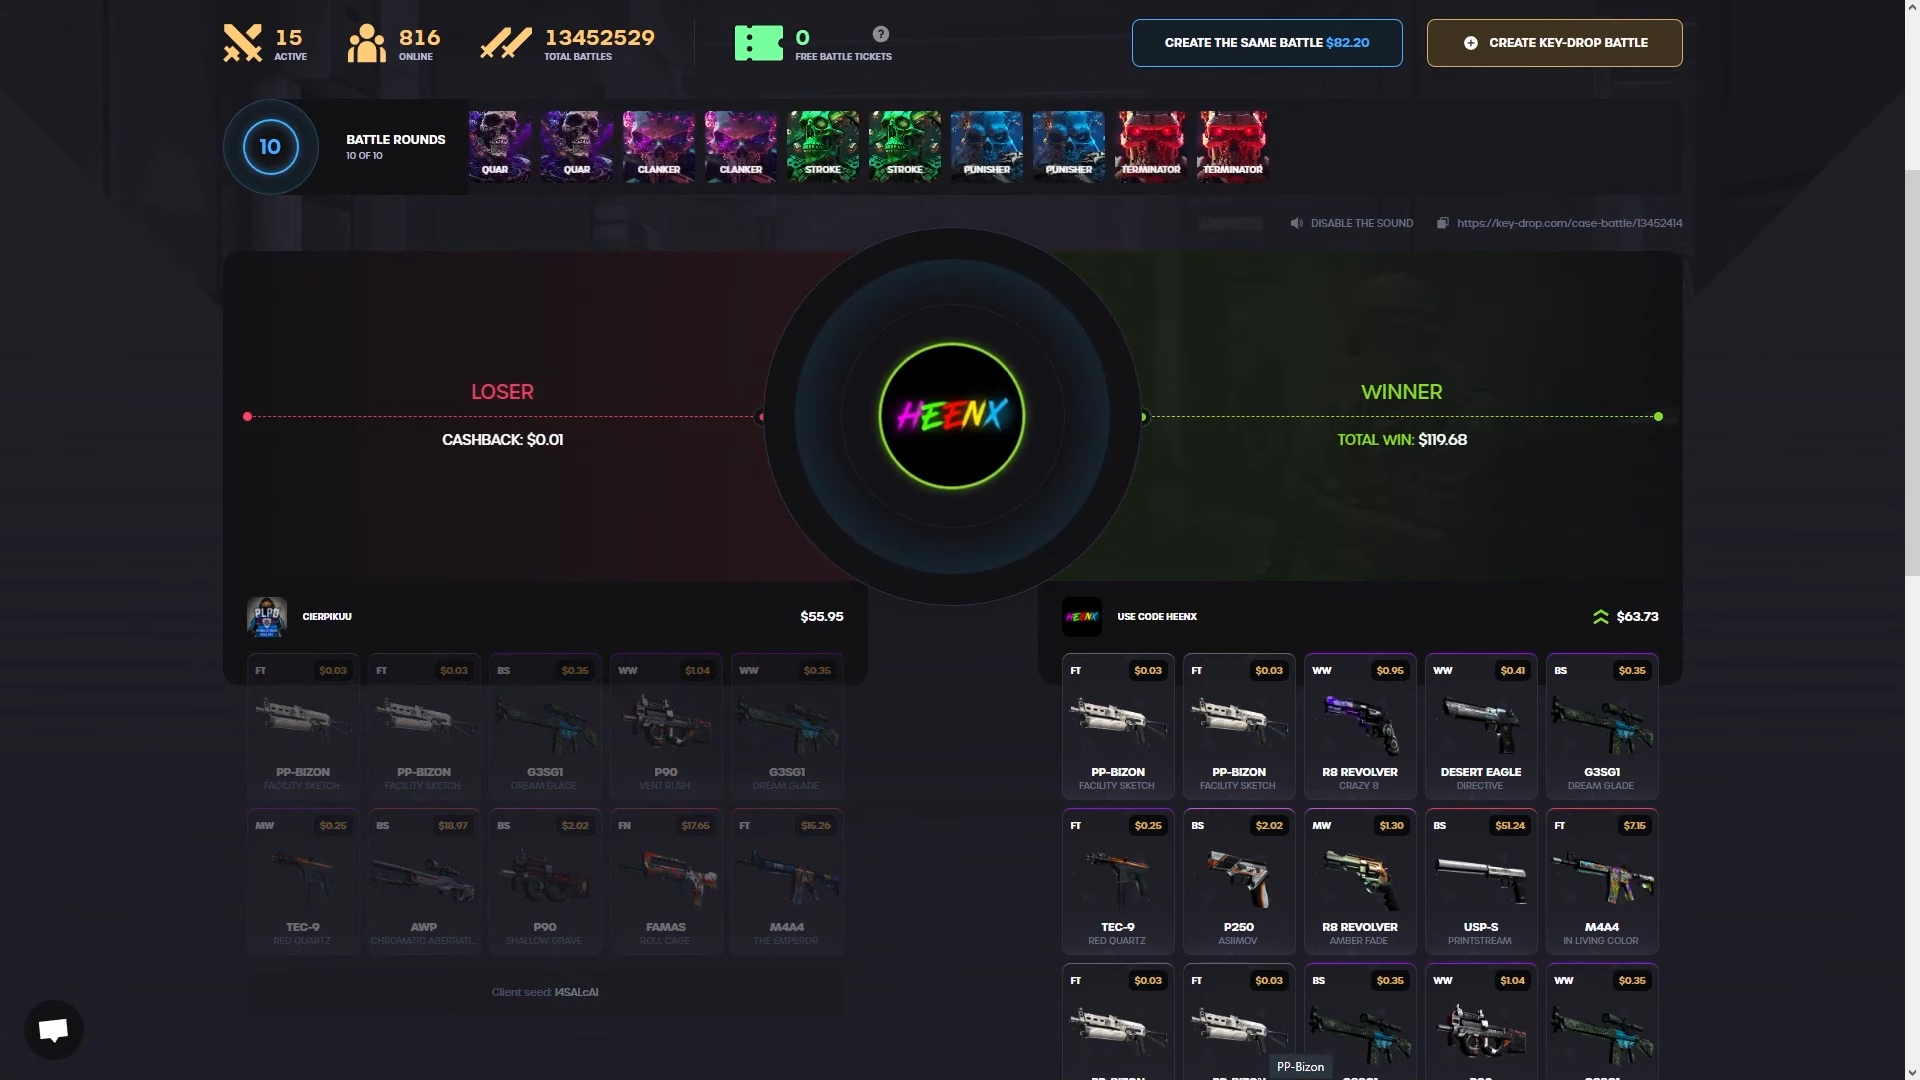 15
ACTIVE
816
ONLINE
13452529
TOTAL BATTLES
0
FREE BATTLE TICKETS
?
CREATE THE SAME BATTLE $82.20
CREATE KEY-DROP BATTLE
10
BATTLE ROUNDS
10 OF 10
QUAR
QUAR
CLANKER
CLANKER
STROKE
STROKE
PUNISHER
PUNISHER
TERMINATOR
TERMINATOR
DISABLE THE SOUND
https://key-drop.com/case-battle/13452414
LOSER
CASHBACK: $0.01
HEENX
WINNER
TOTAL WIN: $119.68
PLPD
CIERPIKUU
$55.95
HEENX
USE CODE HEENX
$63.73
FT $0.03
PP-BIZON
FACILITY SKETCH
FT $0.03
PP-BIZON
FACILITY SKETCH
BS $0.35
G3SG1
DREAM GLADE
WW $1.04
P90
VENT RUSH
WW $0.35
G3SG1
DREAM GLADE
MW $0.25
TEC-9
RED QUARTZ
BS $18.97
AWP
CHROMATIC ABERRATI...
BS $2.02
P90
SHALLOW GRAVE
FN $17.65
FAMAS
ROLL CAGE
FT $15.26
M4A4
THE EMPEROR
Client seed: I4SALcAI
FT $0.03
PP-BIZON
FACILITY SKETCH
FT $0.03
PP-BIZON
FACILITY SKETCH
WW $0.95
R8 REVOLVER
CRAZY 8
WW $0.41
DESERT EAGLE
DIRECTIVE
BS $0.35
G3SG1
DREAM GLADE
FT $0.25
TEC-9
RED QUARTZ
BS $2.02
P250
ASIIMOV
MW $1.30
R8 REVOLVER
AMBER FADE
BS $51.24
USP-S
PRINTSTREAM
FT $7.15
M4A4
IN LIVING COLOR
FT $0.03
FT $0.03
BS $0.35
WW $1.04
WW $0.35
PP-Bizon